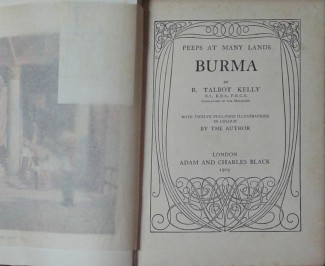 PEEPS AT MANY LANDS
BURMA
BY
R. TALBOT KELLY
R.I., R.B.A., F.R.G.S.
WITH TWELVE FULL-PAGE ILLUSTRATIONS
IN COLOUR
BY THE AUTHOR
LONDON
ADAM AND CHARLES BLACK